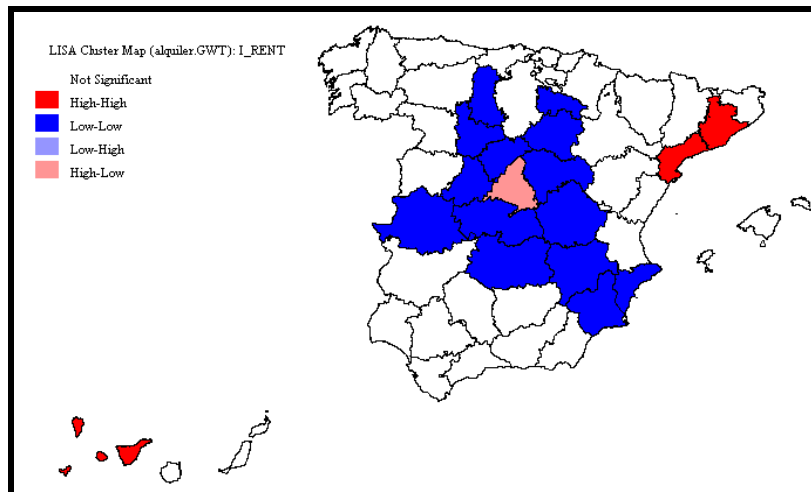 LISA Cluster Map (alquiler.GWT): I_RENT
Not Significant
High-High
Low-Low
Low-High
High-Low